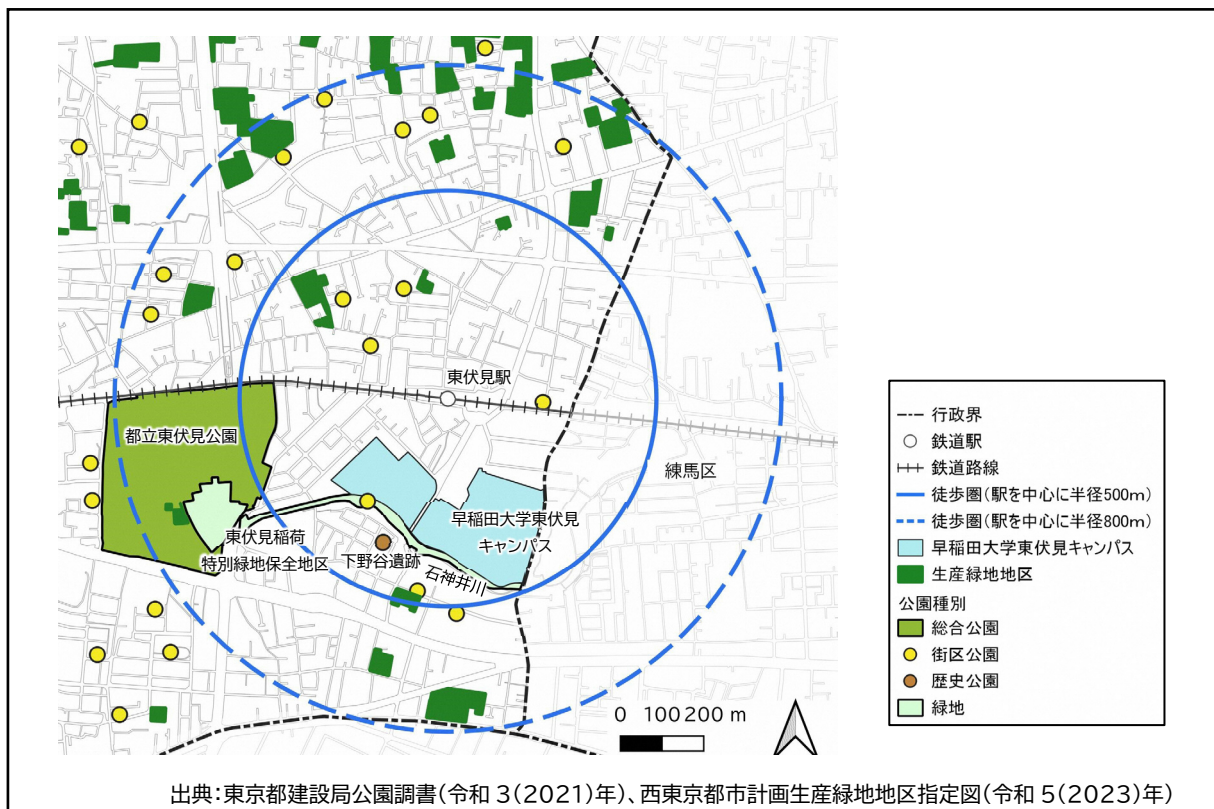 東伏見駅
都立東伏見公園
練馬区
早稲田大学東伏見
キャンパス
東伏見稲荷
特別緑地保全地区
下野谷遺跡
石神井川
0 100 200 m
行政界
鉄道駅
鉄道路線
徒歩圏(駅を中心に半径500m)
徒歩圏(駅を中心に半径800m)
早稲田大学東伏見キャンパス
生産緑地地区
公園種別
総合公園
街区公園
歴史公園
緑地
出典:東京都建設局公園調書(令和3(2021)年)、西東京都市計画生産緑地地区指定図(令和5(2023)年)